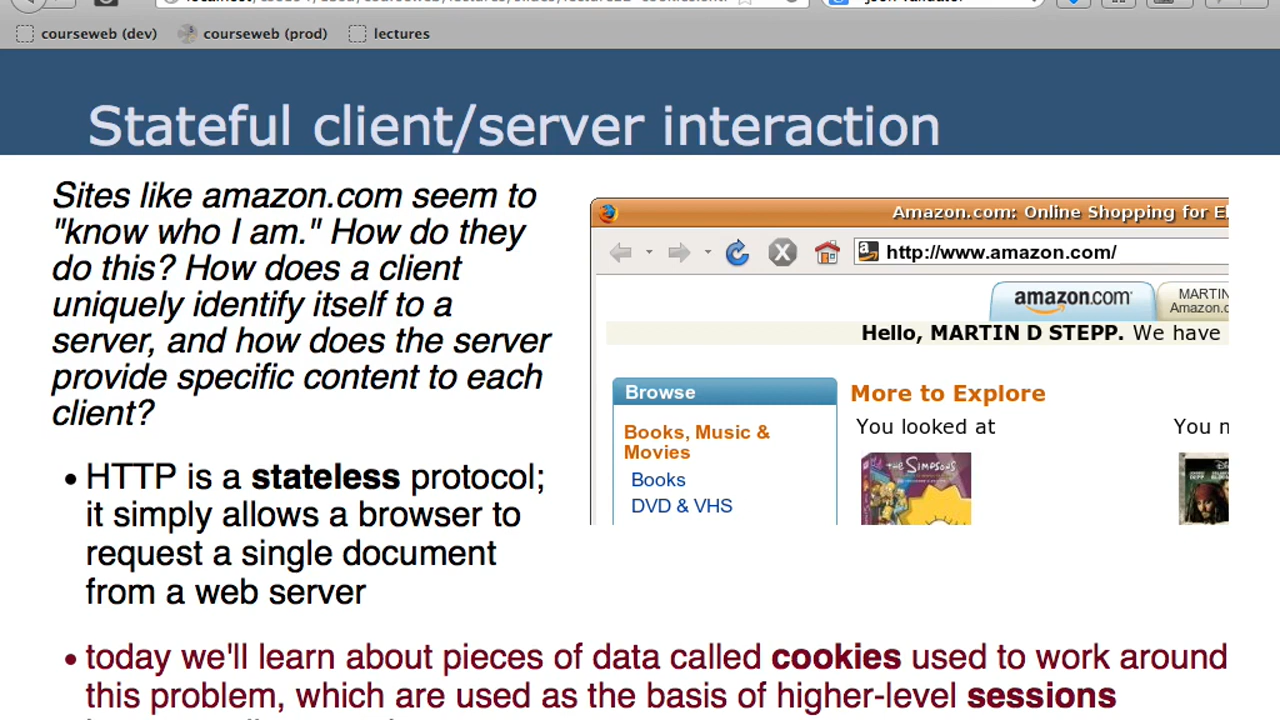 courseweb (dev)
courseweb (prod)
lectures
Stateful client/server interaction
Sites like amazon.com seem to
"know who I am." How do they
do this? How does a client
uniquely identify itself to a
server, and how does the server
provide specific content to each
client?
Amazon.com: Online Shopping for
http://www.amazon.com/
amazon.com
MARTIN
Amazon.c
Hello, MARTIN D STEPP. We have
Browse
More to Explore
Books, Music &
Movies
You looked at
You
Books
DVD & VHS
THE SIMPSONS
• HTTP is a stateless protocol;
it simply allows a browser to
request a single document
from a web server
• today we'll learn about pieces of data called cookies used to work around
this problem, which are used as the basis of higher-level sessions